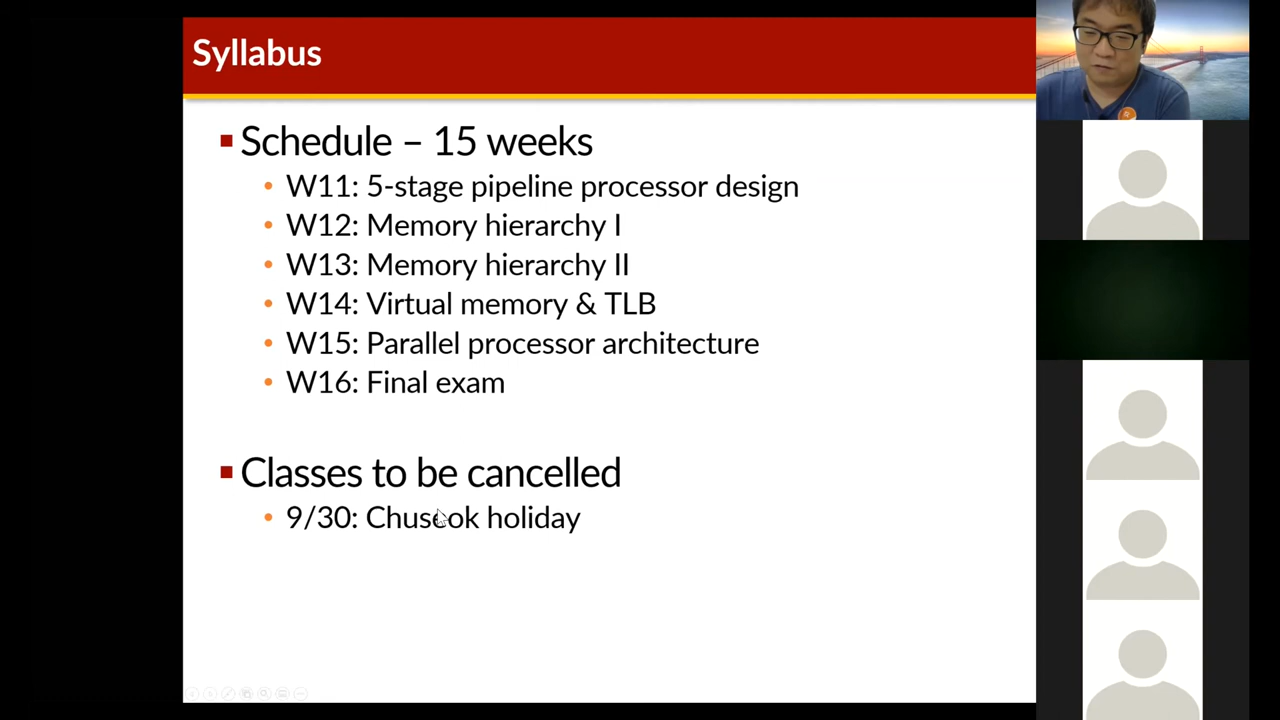 Syllabus
Schedule – 15 weeks
W11: 5-stage pipeline processor design
W12: Memory hierarchy I
W13: Memory hierarchy II
W14: Virtual memory & TLB
W15: Parallel processor architecture
W16: Final exam
Classes to be cancelled
9/30: Chuseok holiday